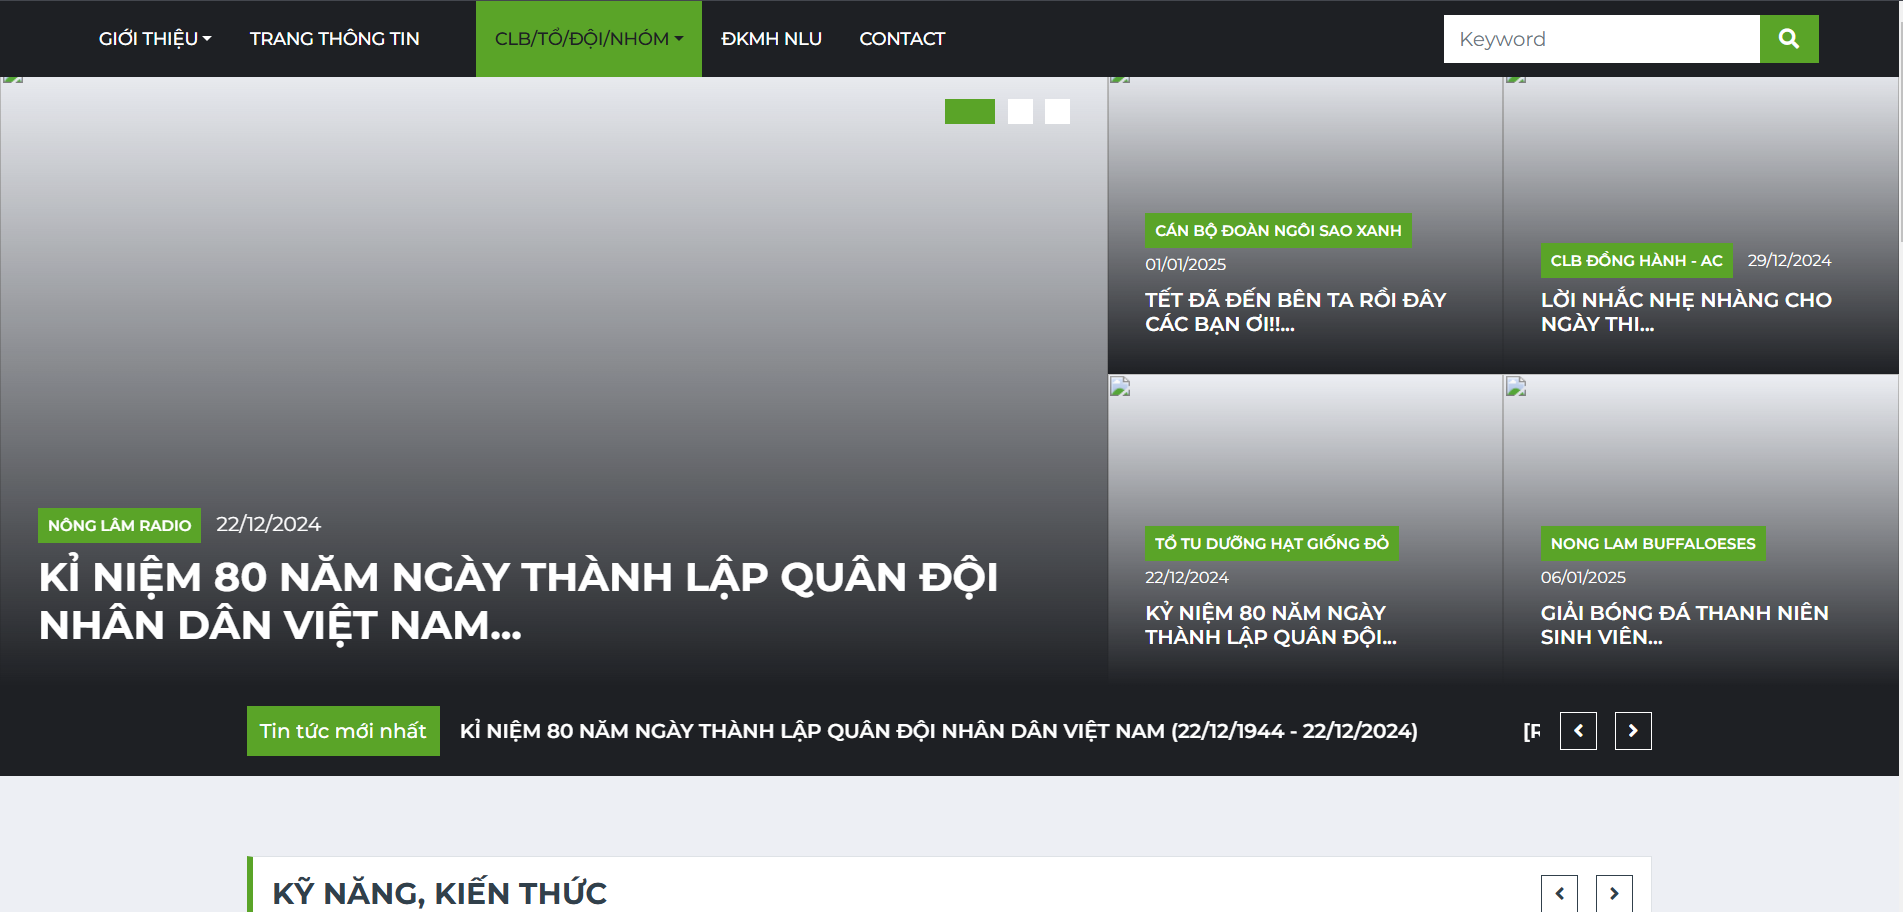 GIỚI THIỆU
TRANG THÔNG TIN
CLB/TỔ/ĐỘI/NHÓM
ĐKMH NLU
CONTACT
Keyword
NÔNG LÂM RADIO
22/12/2024
KỈ NIỆM 80 NĂM NGÀY THÀNH LẬP QUÂN ĐỘI
NHÂN DÂN VIỆT NAM...
CÁN BỘ ĐOÀN NGÔI SAO XANH
01/01/2025
TẾT ĐÃ ĐẾN BÊN TA RỒI ĐÂY
CÁC BẠN ƠI!!...
CLB ĐỒNG HÀNH - AC
29/12/2024
LỜI NHẮC NHẸ NHÀNG CHO
NGÀY THI...
TỔ TU DƯỠNG HẠT GIỐNG ĐỎ
22/12/2024
KỶ NIỆM 80 NĂM NGÀY
THÀNH LẬP QUÂN ĐỘI...
NONG LAM BUFFALOESES
06/01/2025
GIẢI BÓNG ĐÁ THANH NIÊN
SINH VIÊN...
Tin tức mới nhất
KỈ NIỆM 80 NĂM NGÀY THÀNH LẬP QUÂN ĐỘI NHÂN DÂN VIỆT NAM (22/12/1944 - 22/12/2024)
[R
KỸ NĂNG, KIẾN THỨC